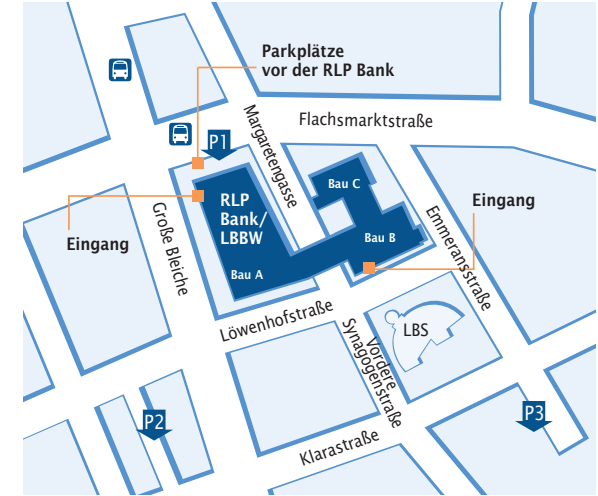 Parkplätze
vor der RLP Bank
P1
Margaretengasse
Flachsmarktstraße
Bau C
RLP
Bank/
LBBW
Eingang
Eingang
Große Bleiche
Bau B
Emmeransstraße
Bau A
Löwenhofstraße
LBS
Vordere
Synagogenstraße
P2
P3
Klarastraße